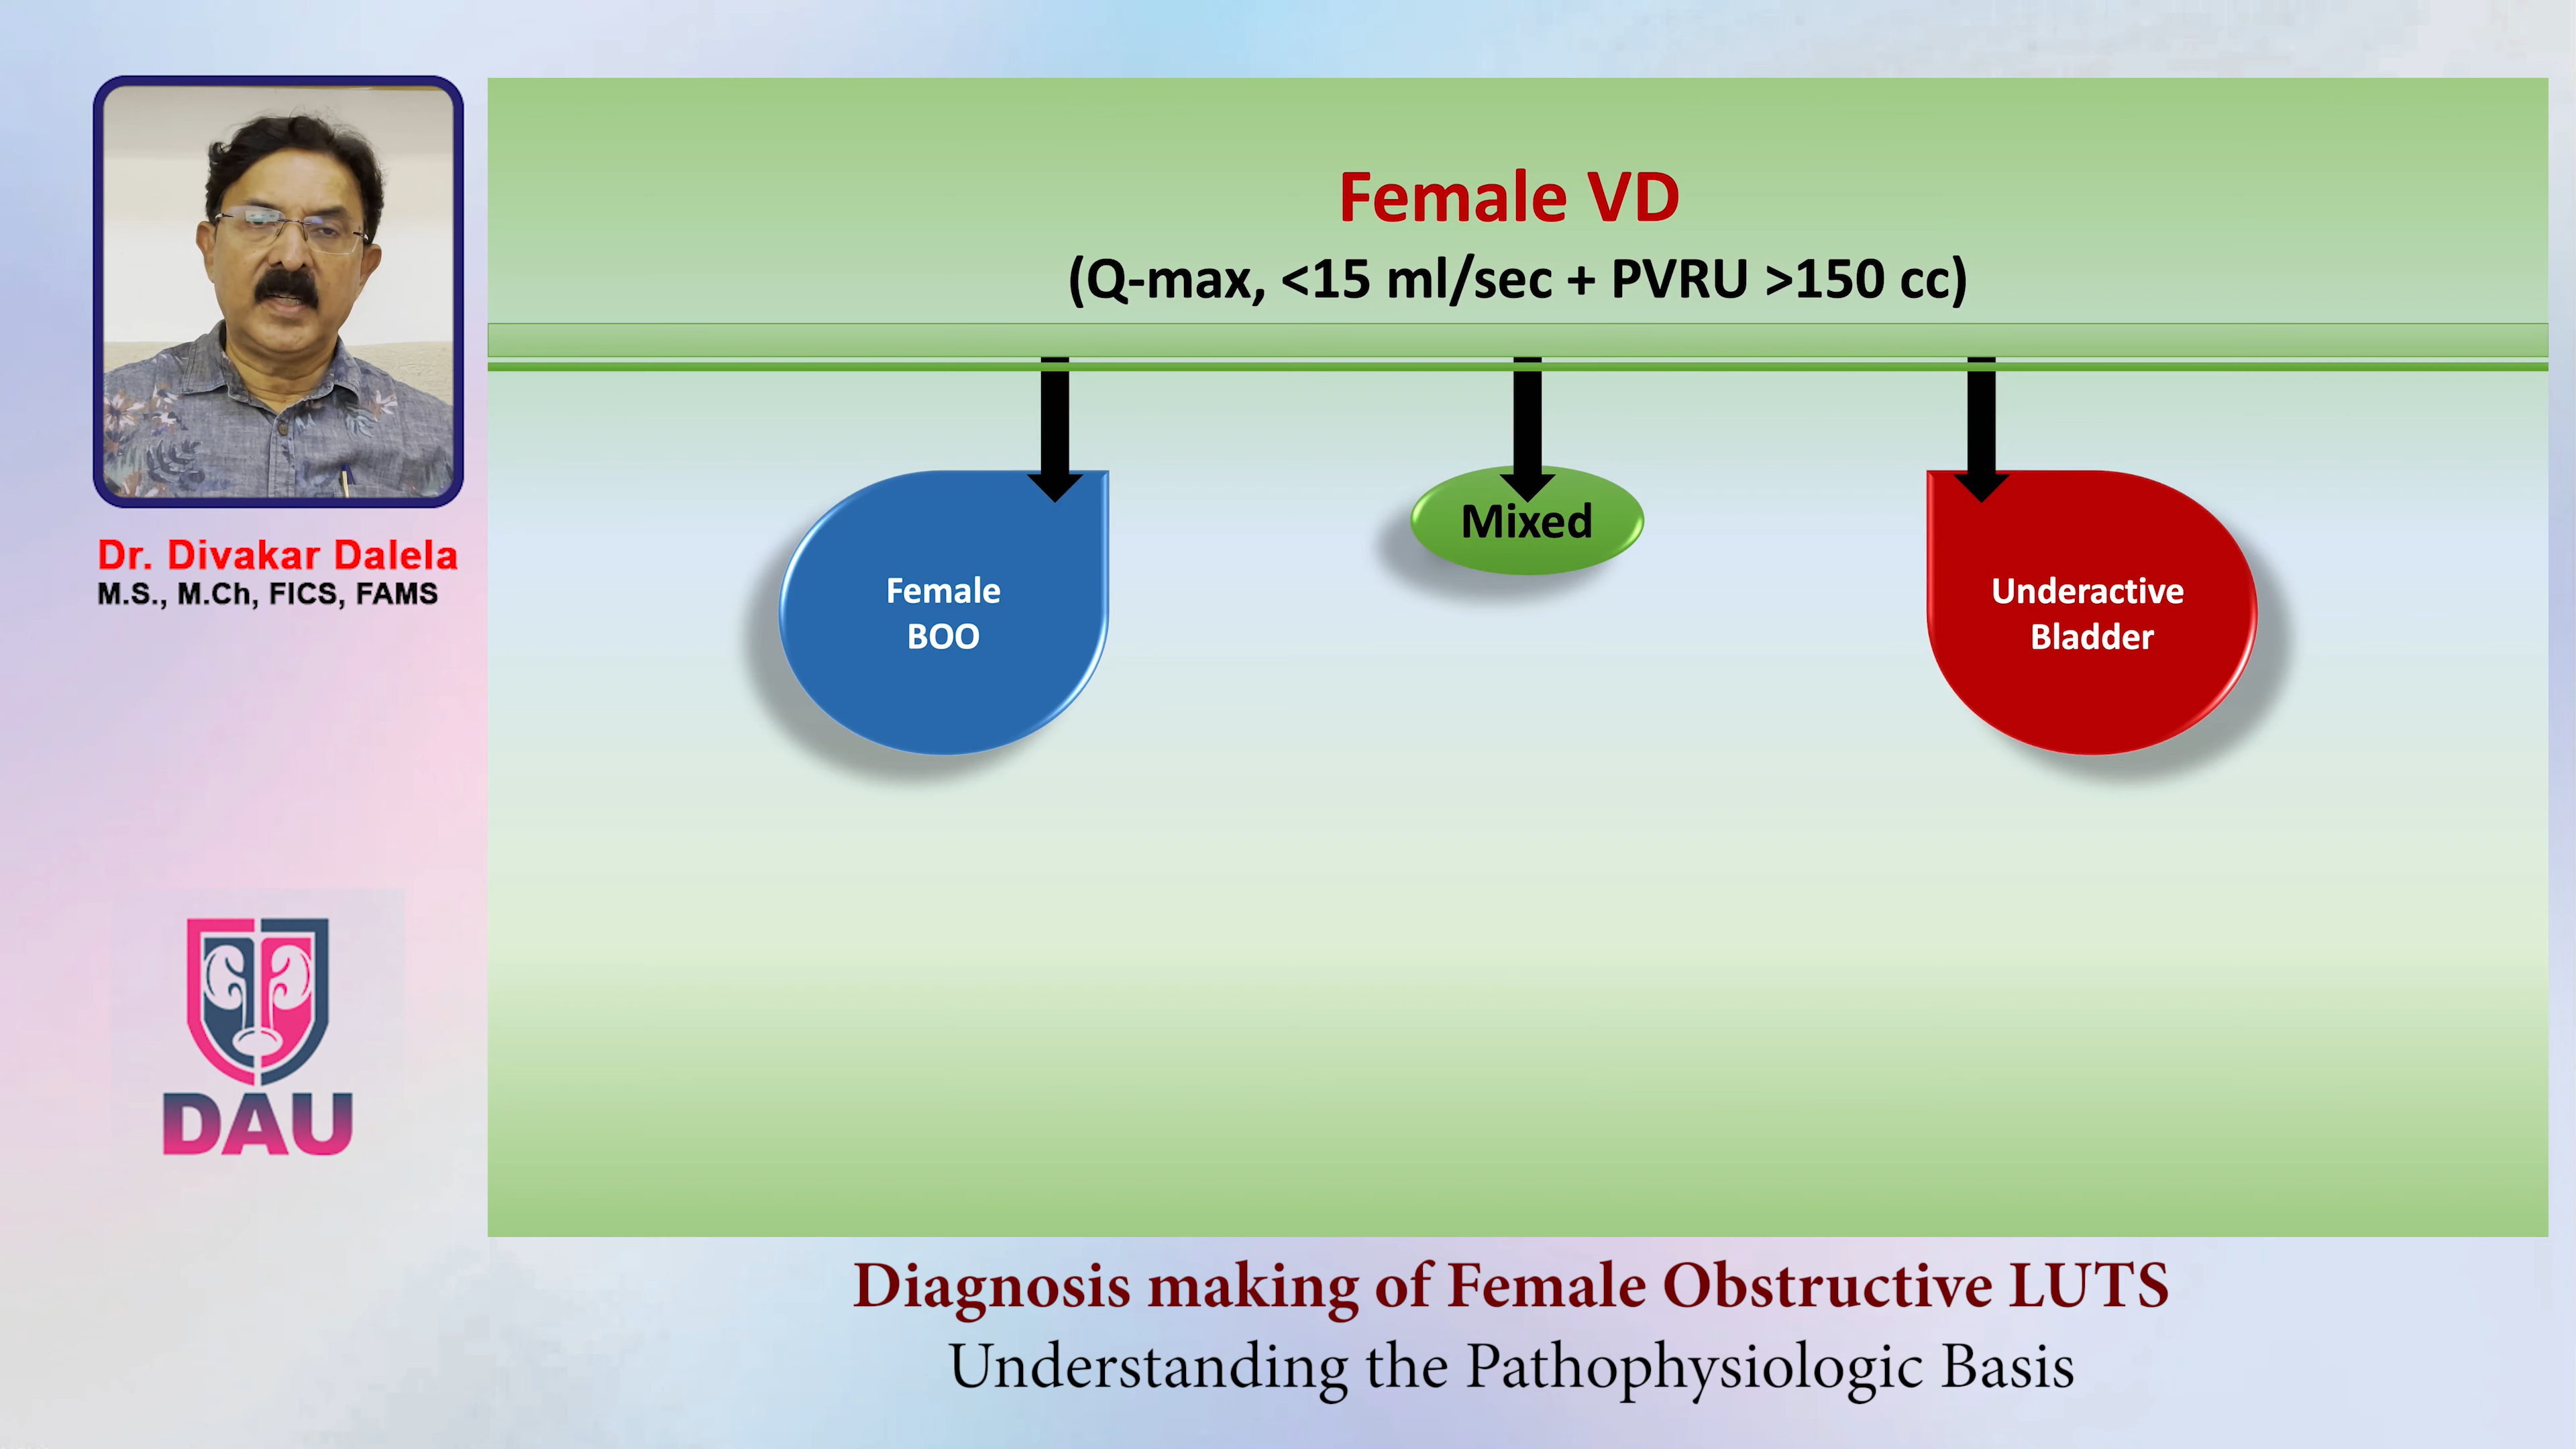 Female VD
(Q-max, <15 ml/sec + PVRU >150 cc)
Female
BOO
Mixed
Underactive
Bladder
Dr. Divakar Dalela
M.S., M.Ch, FICS, FAMS
DAU
Diagnosis making of Female Obstructive LUTS
Understanding the Pathophysiologic Basis